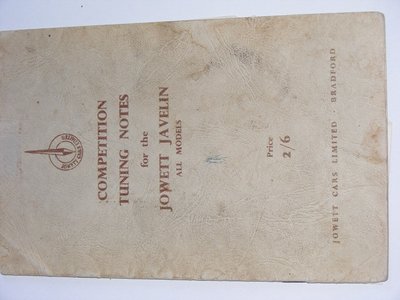 COMPETITION
TUNING NOTES
for the
JOWETT JAVELIN
ALL MODELS
Price
2/6
JOWETT CARS LIMITED · BRADFORD